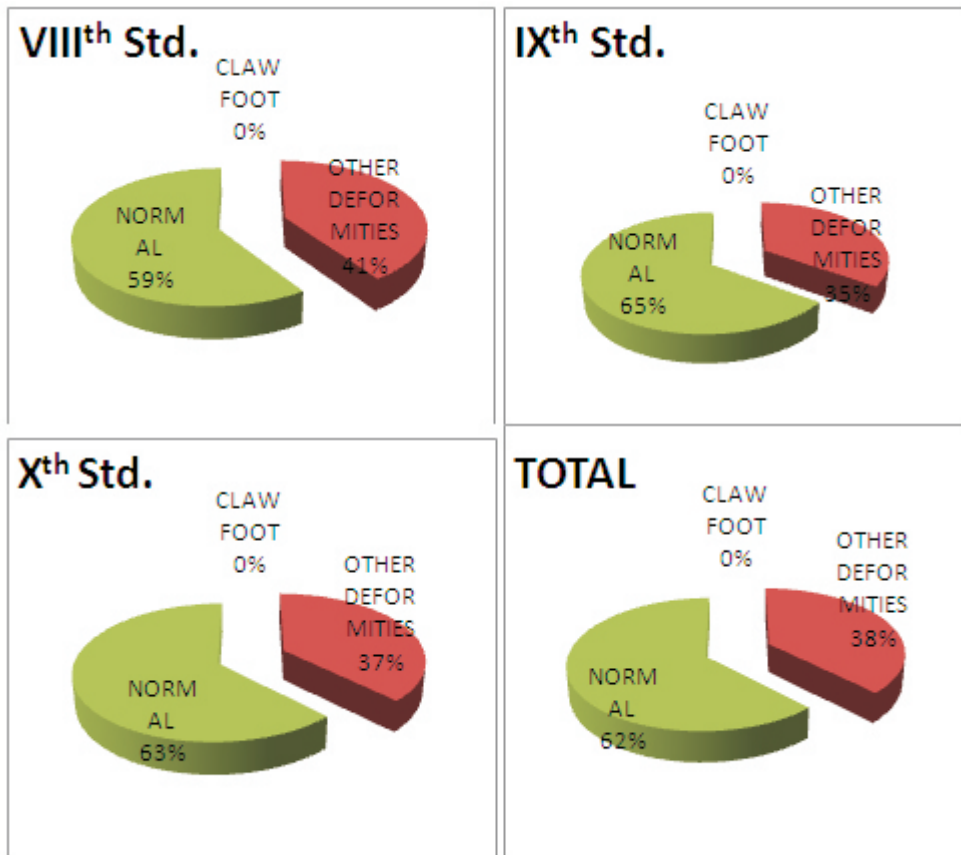 VIIIth Std.
CLAW
FOOT
0%
OTHER
DEFOR
MITIES
41%
NORM
AL
59%
IXth Std.
CLAW
FOOT
0%
OTHER
DEFOR
MITIES
35%
NORM
AL
65%
Xth Std.
CLAW
FOOT
0%
OTHER
DEFOR
MITIES
37%
NORM
AL
63%
TOTAL
CLAW
FOOT
0%
OTHER
DEFOR
MITIES
38%
NORM
AL
62%